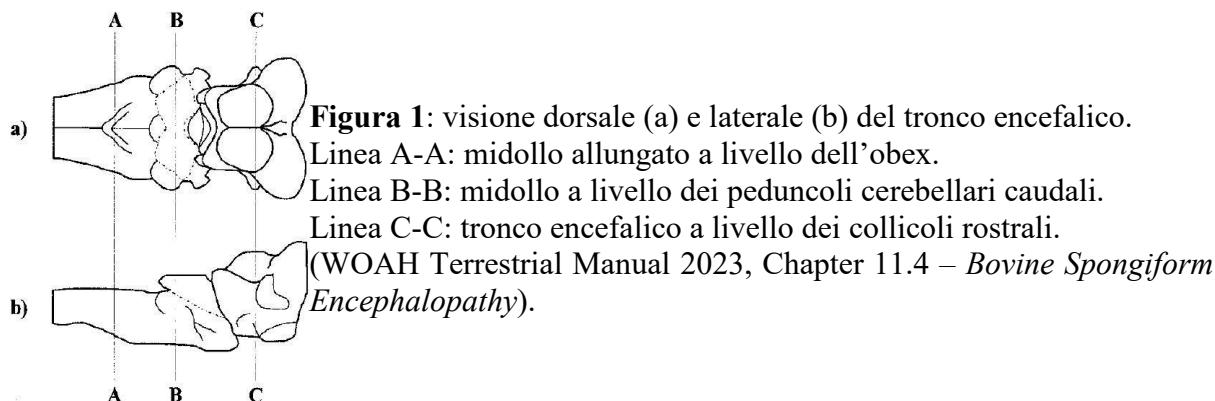 A B C
a)
Figura 1: visione dorsale (a) e laterale (b) del tronco encefalico.
Linea A-A: midollo allungato a livello dell’obex.
Linea B-B: midollo a livello dei peduncoli cerebellari caudali.
Linea C-C: tronco encefalico a livello dei collicoli rostrali.
(WOAH Terrestrial Manual 2023, Chapter 11.4 – Bovine Spongiform
Encephalopathy).
b)
A B C